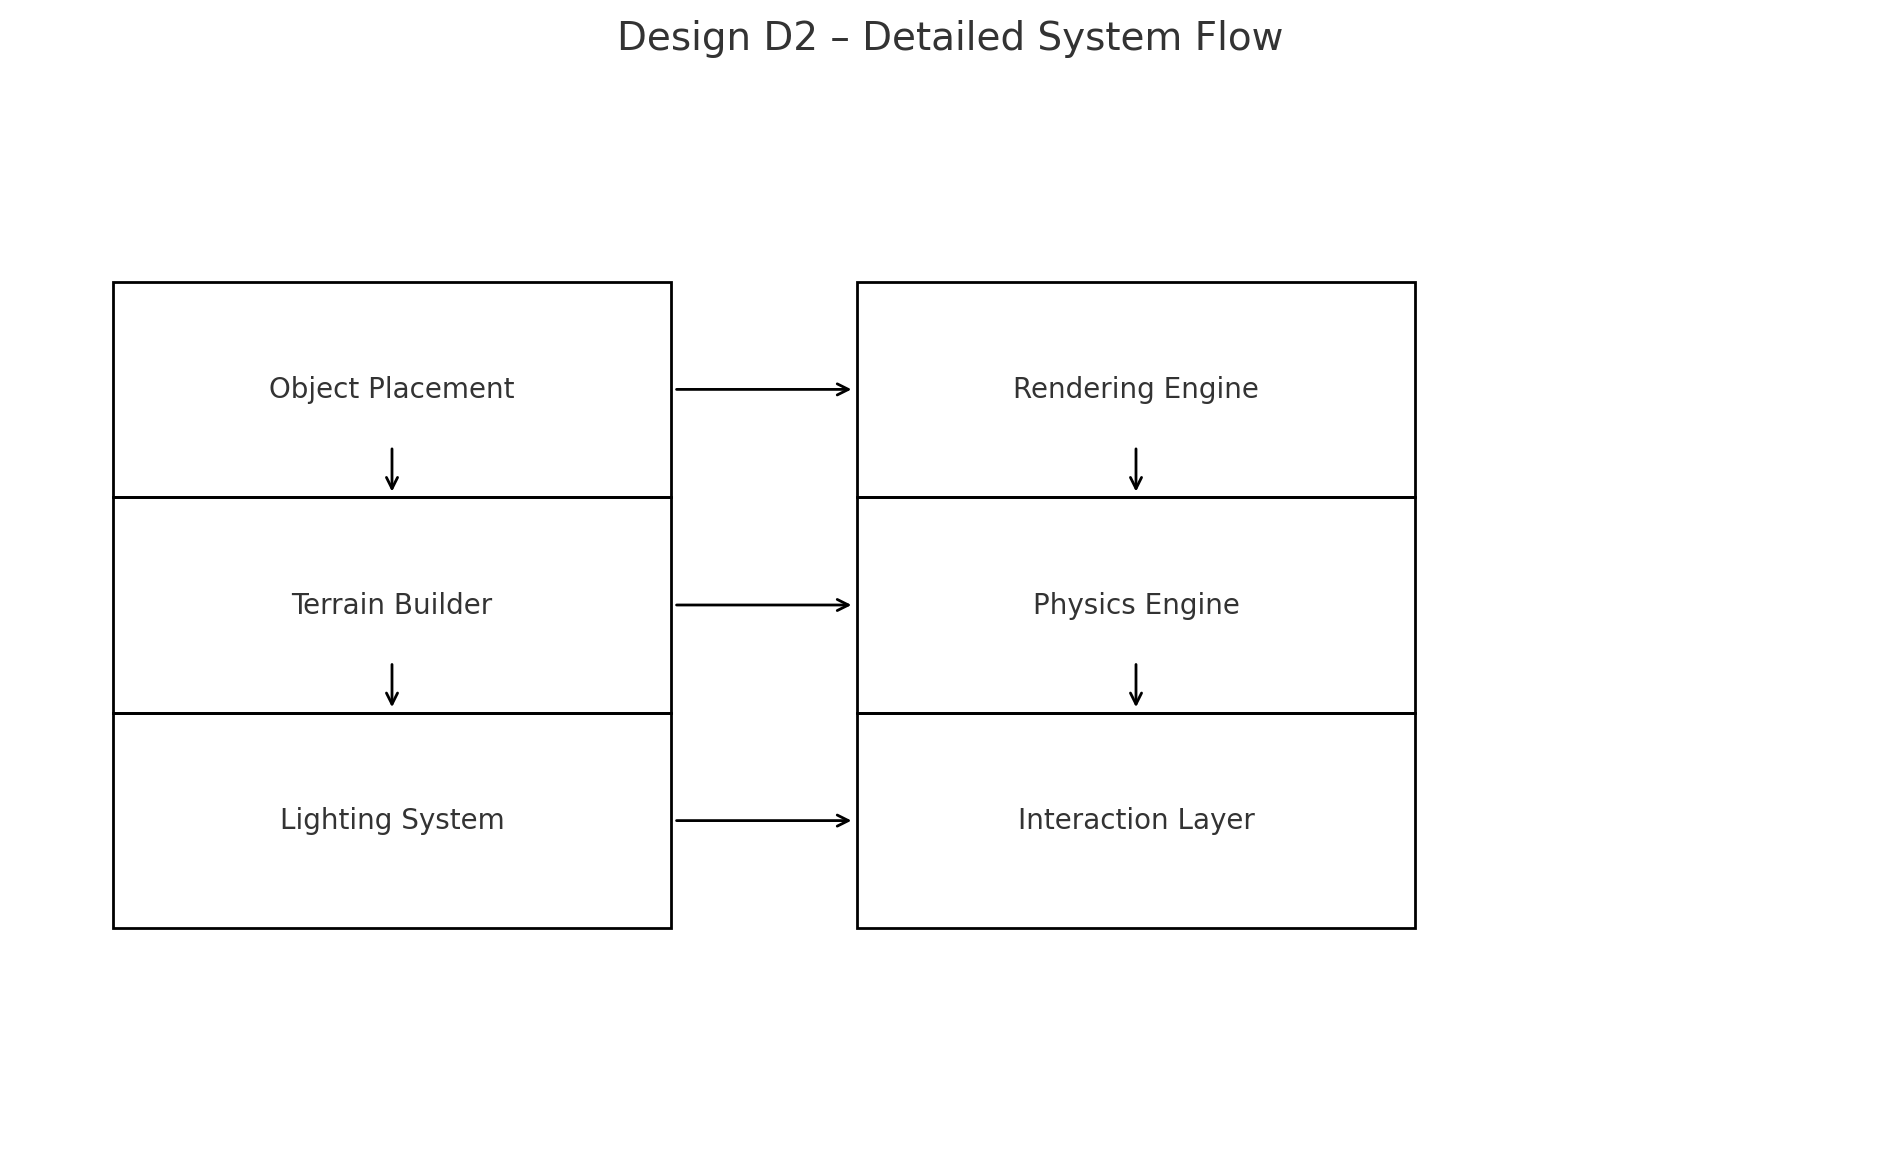 Design D2 – Detailed System Flow
Object Placement
Rendering Engine
Terrain Builder
Physics Engine
Lighting System
Interaction Layer